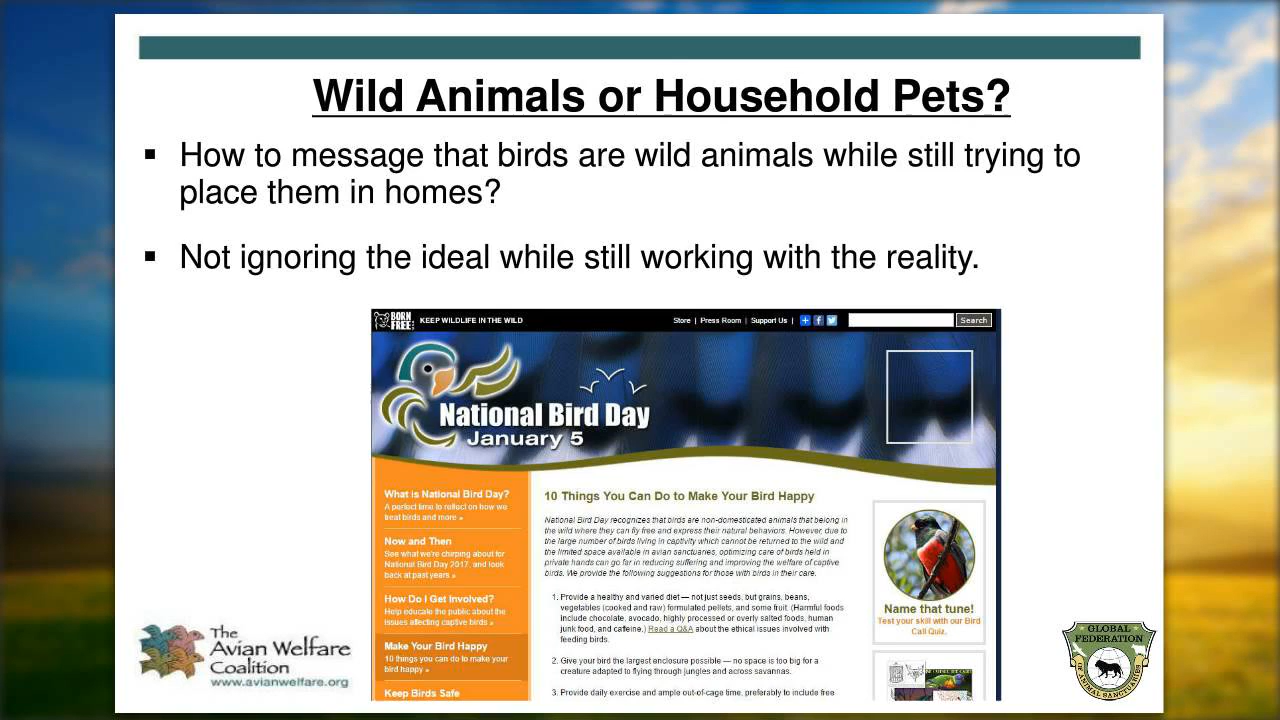 Wild Animals or Household Pets?
▪ How to message that birds are wild animals while still trying to
place them in homes?
▪ Not ignoring the ideal while still working with the reality.
BORN FREE USA
KEEP WILDLIFE IN THE WILD
Store | Press Room | Support Us |
Search
National Bird Day
January 5
What is National Bird Day?
A perfect time to reflect on how we
treat birds and more »
Now and Then
See what we're chirping about for
National Bird Day 2017, and look
back at past years »
How Do I Get Involved?
Help educate the public about the
issues affecting captive birds »
Make Your Bird Happy
10 things you can do to make your
bird happy »
Keep Birds Safe
10 Things You Can Do to Make Your Bird Happy
National Bird Day recognizes that birds are non-domesticated animals that belong in
the wild where they can fly free and express their natural behaviors. However, due to
the large number of birds living in captivity which cannot be returned to the wild and
the limited space available in avian sanctuaries, optimizing care of birds held in
private hands can go far in reducing suffering and improving the welfare of captive
birds. We provide the following suggestions for those with birds in their care.
1. Provide a healthy and varied diet — not just seeds, but grains, beans,
vegetables (cooked and raw) formulated pellets, and some fruit. (Harmful foods
include chocolate, avocado, highly processed or overly salted foods, human
junk food, and caffeine.) Read a Q&A about the ethical issues involved with
feeding birds.
2. Give your bird the largest enclosure possible — no space is too big for a
creature adapted to flying through jungles and across savannas.
3. Provide daily exercise and ample out-of-cage time, preferably to include free
Name that tune!
Test your skill with our Bird
Call Quiz.
The
Avian Welfare
Coalition
www.avianwelfare.org
GLOBAL
FEDERATION
OF
ANIMAL SANCTUARIES